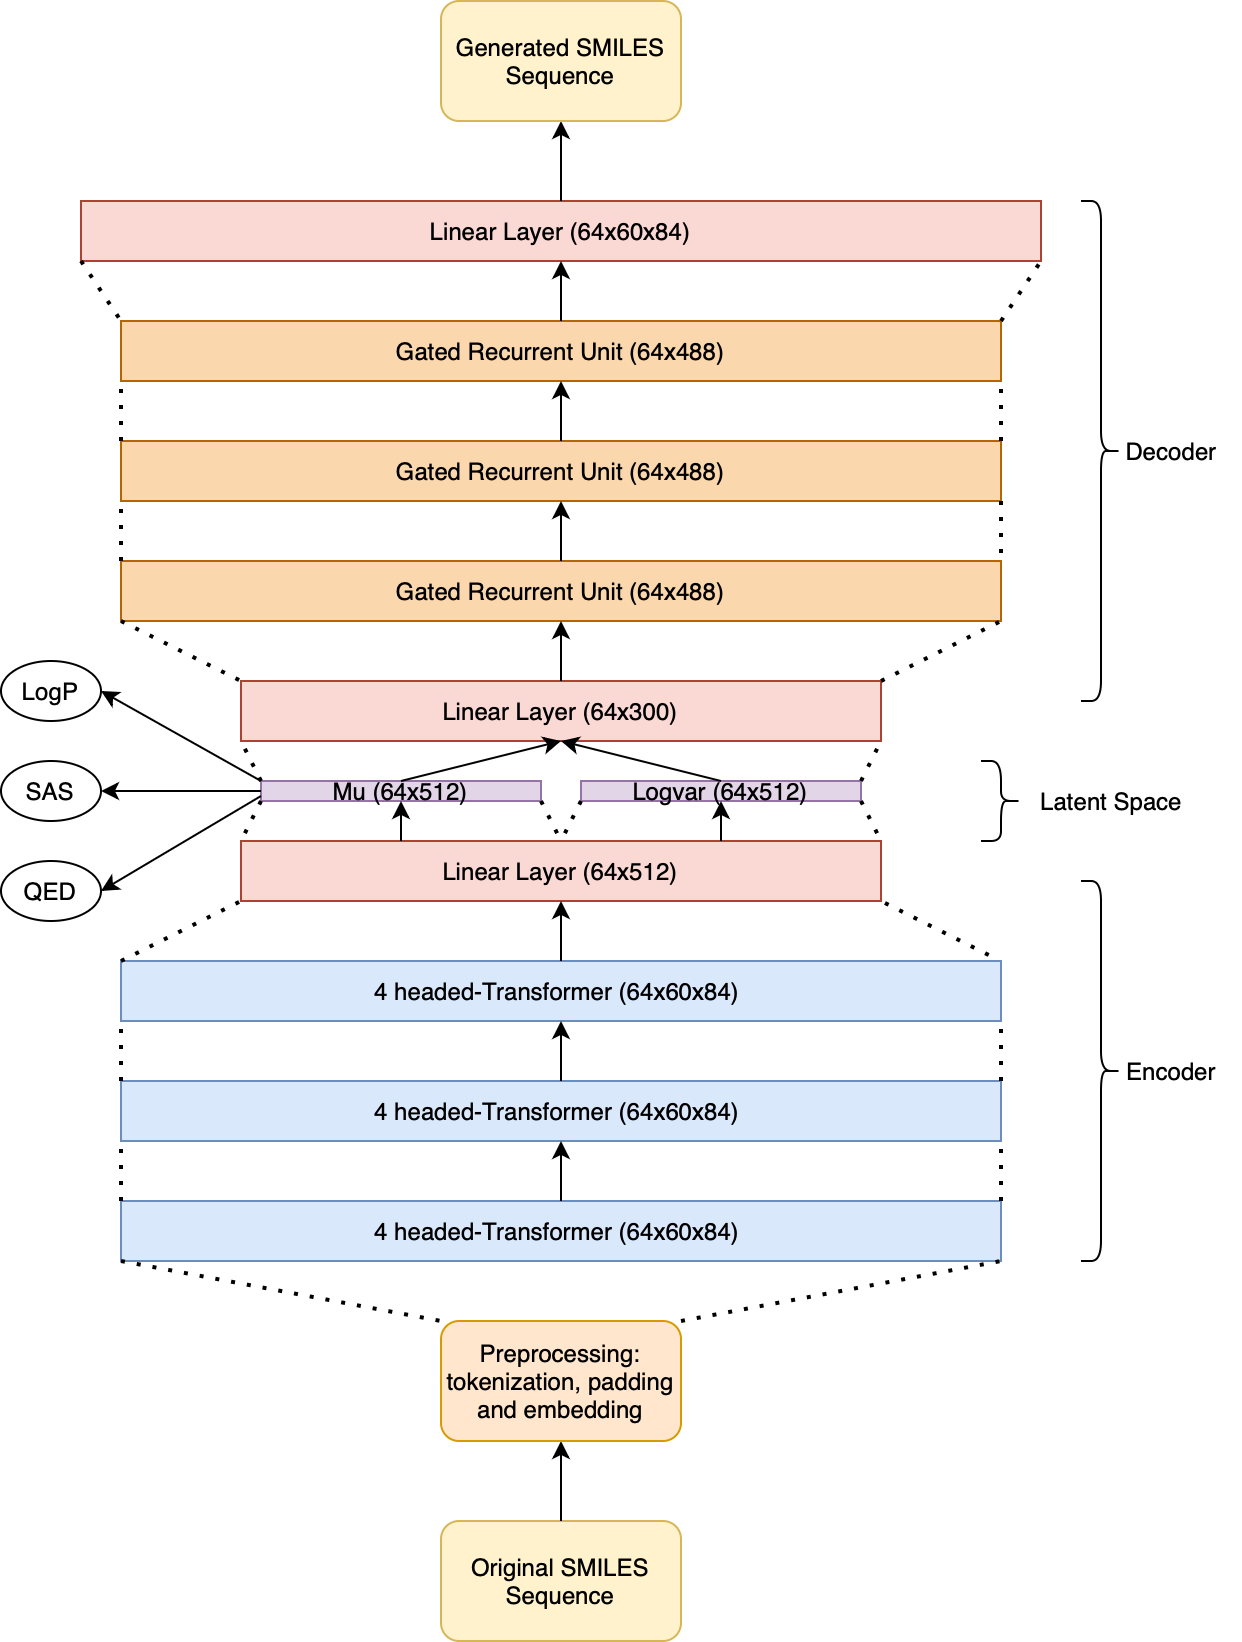 Generated SMILES
Sequence
Linear Layer (64x60x84)
Gated Recurrent Unit (64x488)
Decoder
Gated Recurrent Unit (64x488)
Gated Recurrent Unit (64x488)
LogP
Linear Layer (64x300)
SAS
Mu (64x512)
Logvar (64x512)
Latent Space
Linear Layer (64x512)
QED
4 headed-Transformer (64x60x84)
Encoder
4 headed-Transformer (64x60x84)
4 headed-Transformer (64x60x84)
Preprocessing:
tokenization, padding
and embedding
Original SMILES
Sequence